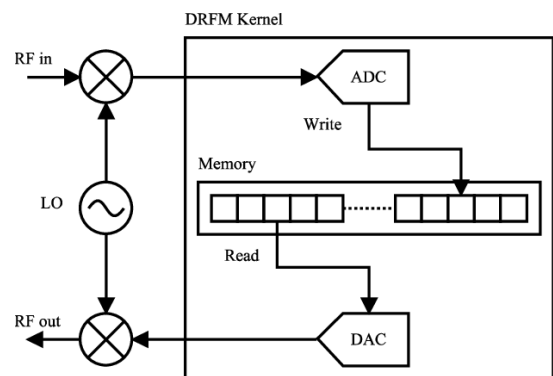 DRFM Kernel
RF in
ADC
Write
Memory
LO
Read
RF out
DAC